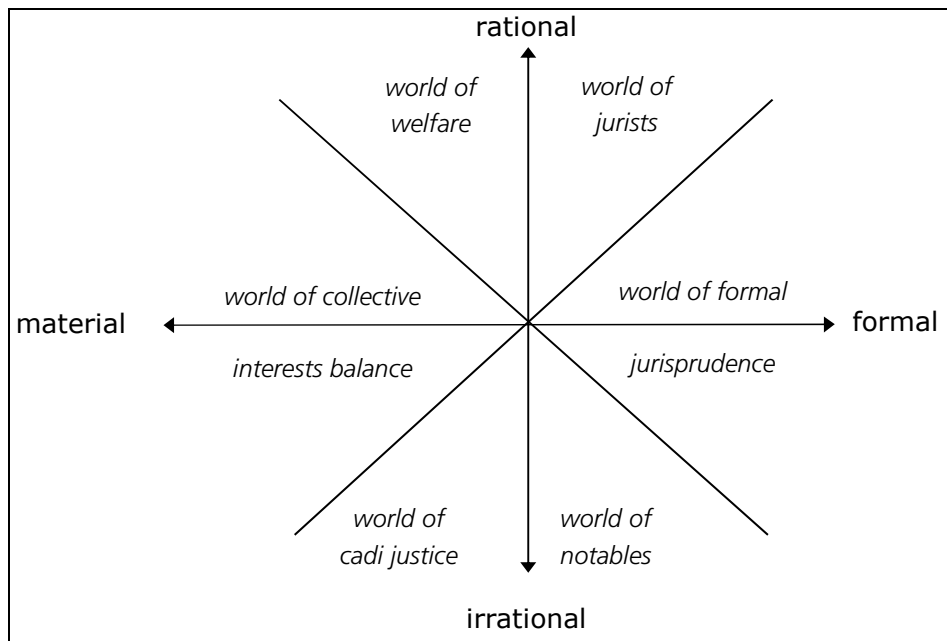 rational
world of
welfare
world of
jurists
world of collective
world of formal
material
formal
interests balance
jurisprudence
world of
cadi justice
world of
notables
irrational